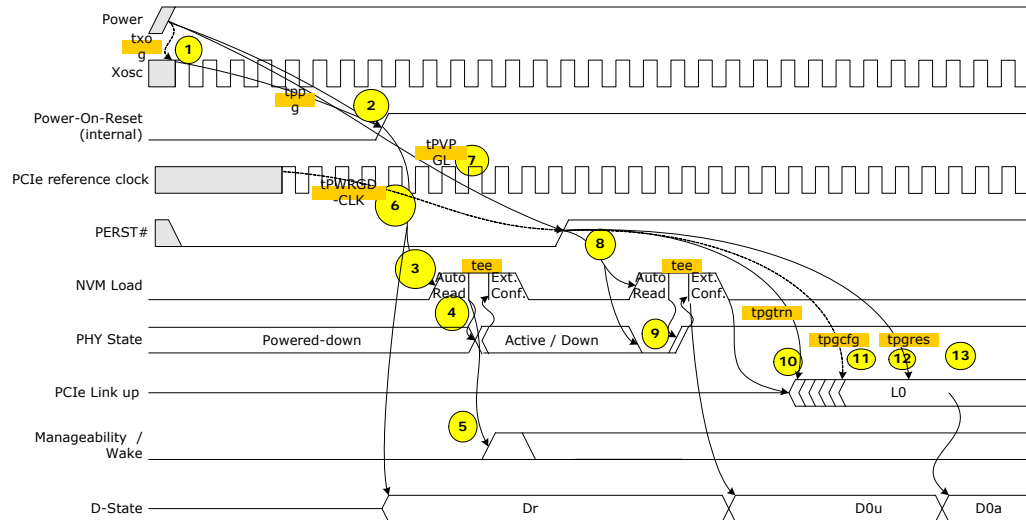 Power
txo
g
1
Xosc
tpp
g
2
Power-On-Reset
(internal)
tPVP
GL
7
PCIe reference clock
tPWRGD
-CLK
6
PERST#
8
3
tee
tee
NVM Load
Auto
Read
Ext.
Conf.
Auto
Read
Ext.
Conf.
4
9
tpgtrn
PHY State
Powered-down
Active / Down
tpgcfg
tpgres
10
11
12
13
PCIe Link up
L0
5
Manageability /
Wake
D-State
Dr
D0u
D0a